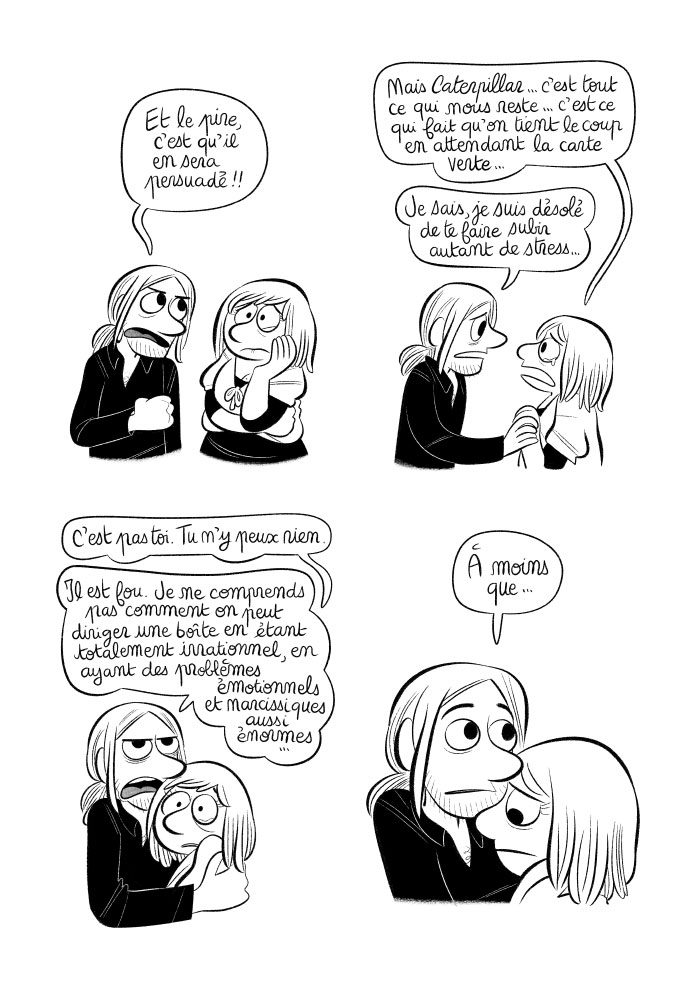 Et le pire,
c'est qu'il
en sera
persuadé !!
Mais Caterpillar... c'est tout
ce qui nous reste... c'est ce
qui fait qu'on tient le coup
en attendant la carte
verte...
Je sais, je suis désolé
de te faire subir
autant de stress...
C'est pas toi. Tu n'y peux rien.
Il est fou. Je ne comprends
pas comment on peut
diriger une boîte en étant
totalement irrationnel, en
ayant des problèmes
émotionnels
et narcissiques
aussi
énormes
...
À moins
que...